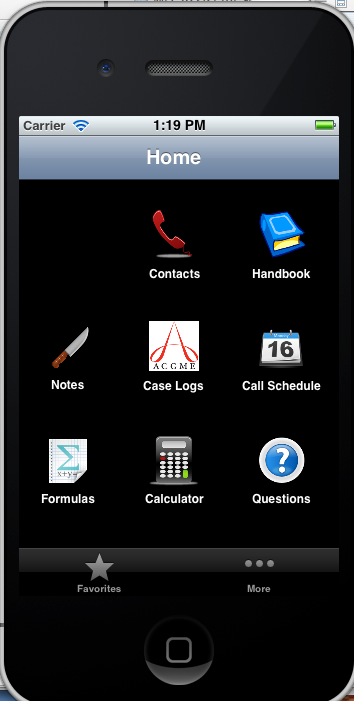 Carrier 1:19 PM
Home
Contacts Handbook
16
Notes Case Logs Call Schedule
ACGME
Σ
x+y=
?
Formulas Calculator Questions
Favorites More